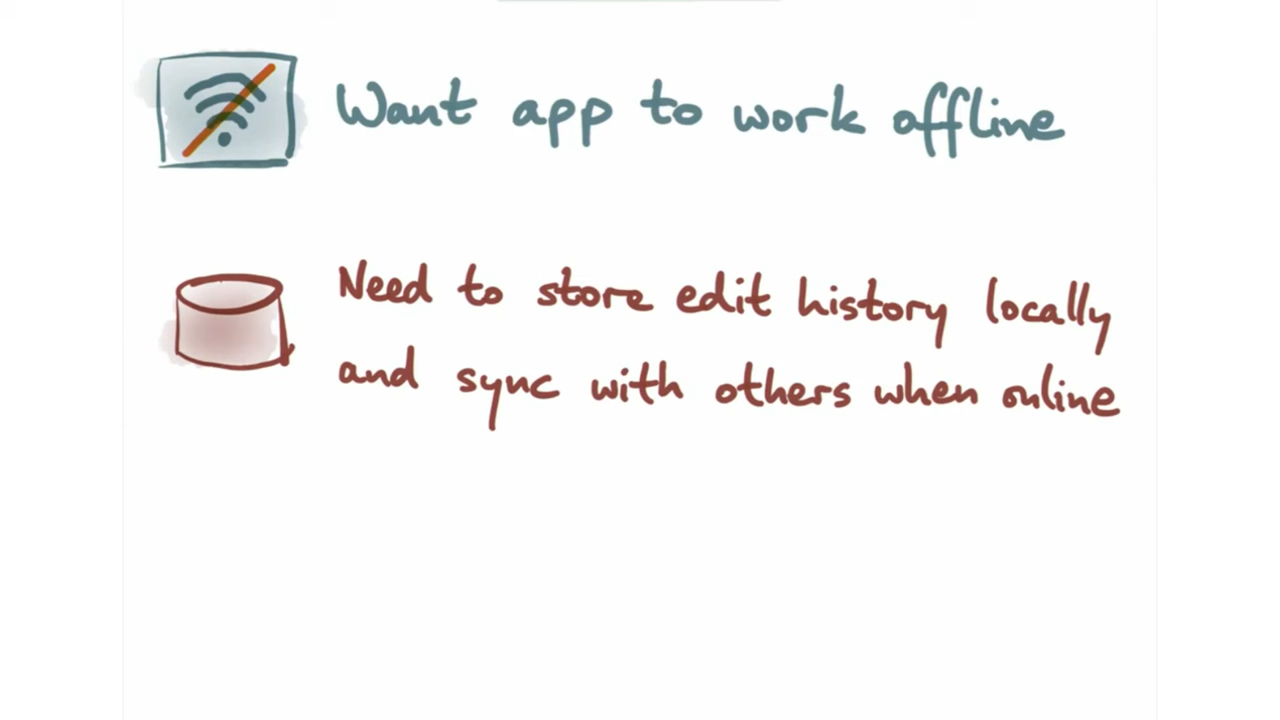 Want app to work offline
Need to store edit history locally
and sync with others when online